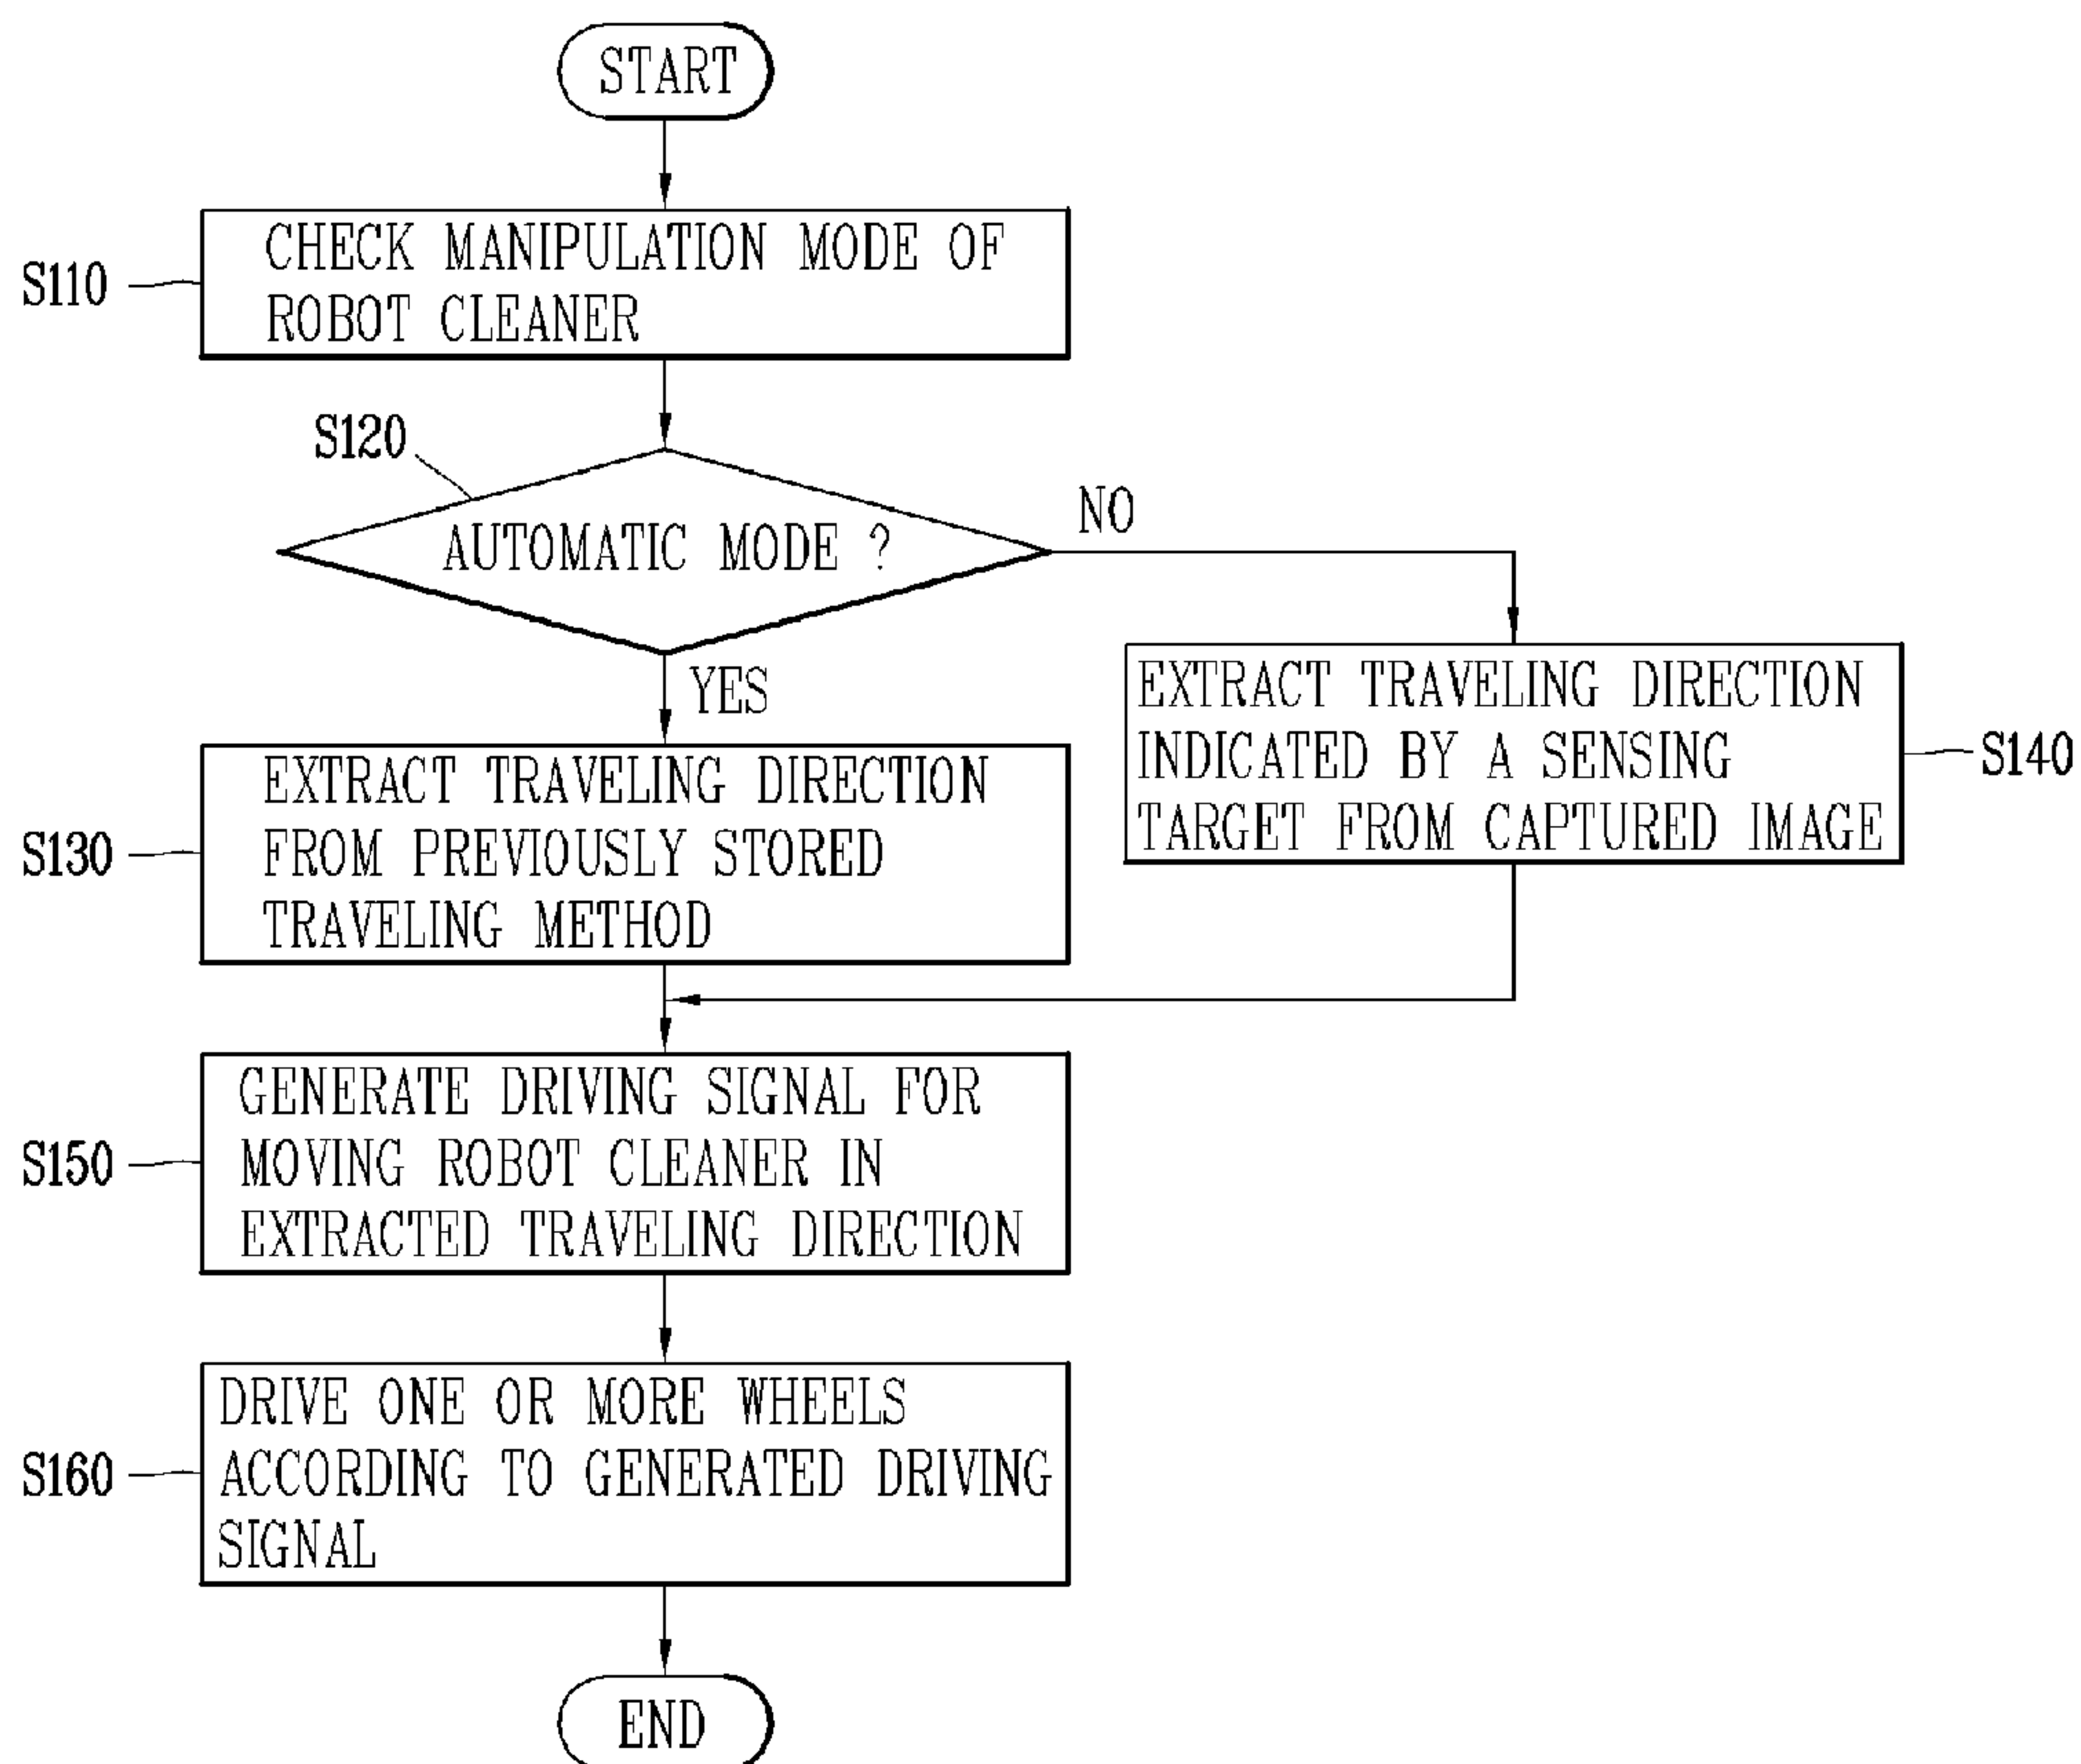 START
S110
CHECK MANIPULATION MODE OF
ROBOT CLEANER
S120
AUTOMATIC MODE ?
NO
YES
S130
EXTRACT TRAVELING DIRECTION
FROM PREVIOUSLY STORED
TRAVELING METHOD
EXTRACT TRAVELING DIRECTION
INDICATED BY A SENSING
TARGET FROM CAPTURED IMAGE
S140
S150
GENERATE DRIVING SIGNAL FOR
MOVING ROBOT CLEANER IN
EXTRACTED TRAVELING DIRECTION
S160
DRIVE ONE OR MORE WHEELS
ACCORDING TO GENERATED DRIVING
SIGNAL
END